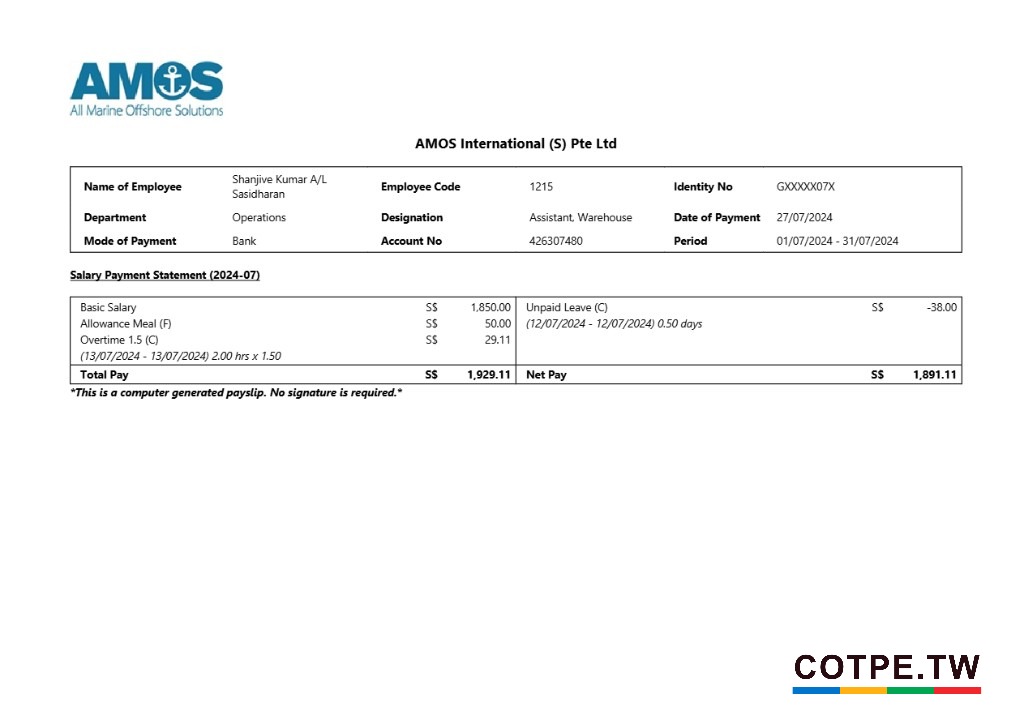 AMOS
All Marine Offshore Solutions
AMOS International (S) Pte Ltd
Name of Employee Shanjive Kumar A/L Sasidharan Employee Code 1215 Identity No GXXXXX07X
Department Operations Designation Assistant, Warehouse Date of Payment 27/07/2024
Mode of Payment Bank Account No 426307480 Period 01/07/2024 - 31/07/2024
Salary Payment Statement (2024-07)
Basic Salary S$ 1,850.00 Unpaid Leave (C) S$ -38.00
Allowance Meal (F) S$ 50.00 (12/07/2024 - 12/07/2024) 0.50 days
Overtime 1.5 (C) S$ 29.11
(13/07/2024 - 13/07/2024) 2.00 hrs x 1.50
Total Pay S$ 1,929.11 Net Pay S$ 1,891.11
*This is a computer generated payslip. No signature is required.*
COTPE.TW